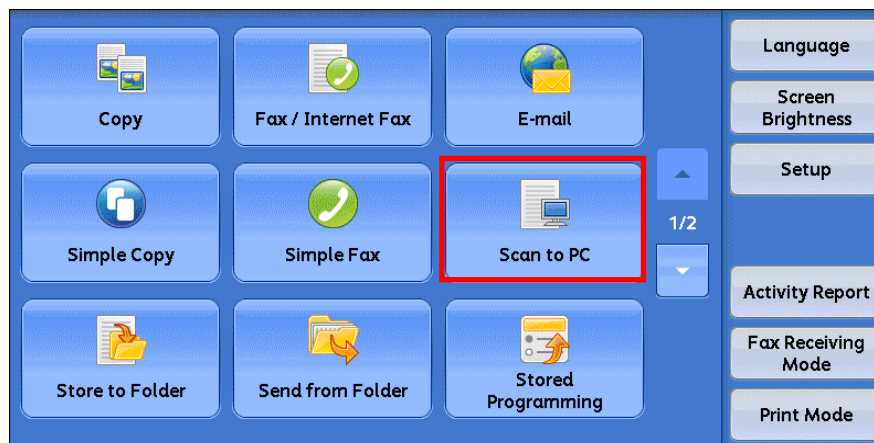 Copy
Fax / Internet Fax
E-mail
Simple Copy
Simple Fax
Scan to PC
Store to Folder
Send from Folder
Stored
Programming
1/2
Language
Screen
Brightness
Setup
Activity Report
Fax Receiving
Mode
Print Mode